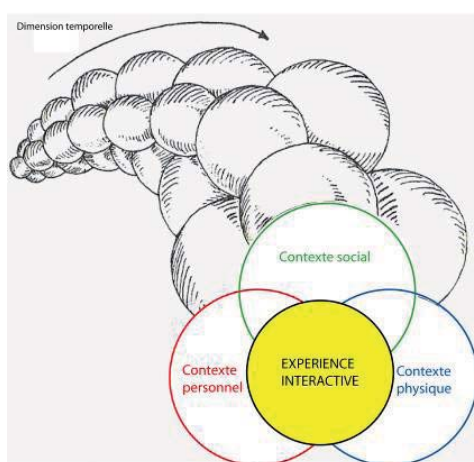 Dimension temporelle
Contexte social
EXPERIENCE
INTERACTIVE
Contexte
personnel
Contexte
physique